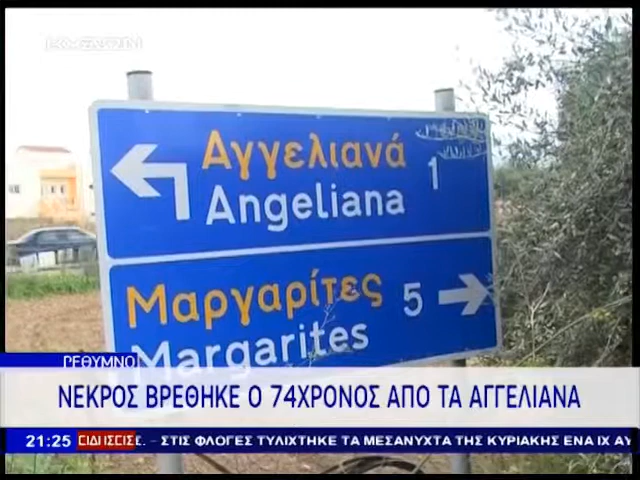 Αγγελιανά
Angeliana
1
Μαργαρίτες
Margarites
5
ΡΕΘΥΜΝΟ
ΝΕΚΡΟΣ ΒΡΕΘΗΚΕ Ο 74ΧΡΟΝΟΣ ΑΠΟ ΤΑ ΑΓΓΕΛΙΑΝΑ
21:25 Σ. - ΣΤΙΣ ΦΛΟΓΕΣ ΤΥΛΙΧΤΗΚΕ ΤΑ ΜΕΣΑΝΥΧΤΑ ΤΗΣ ΚΥΡΙΑΚΗΣ ΕΝΑ ΙΧ ΑΥ